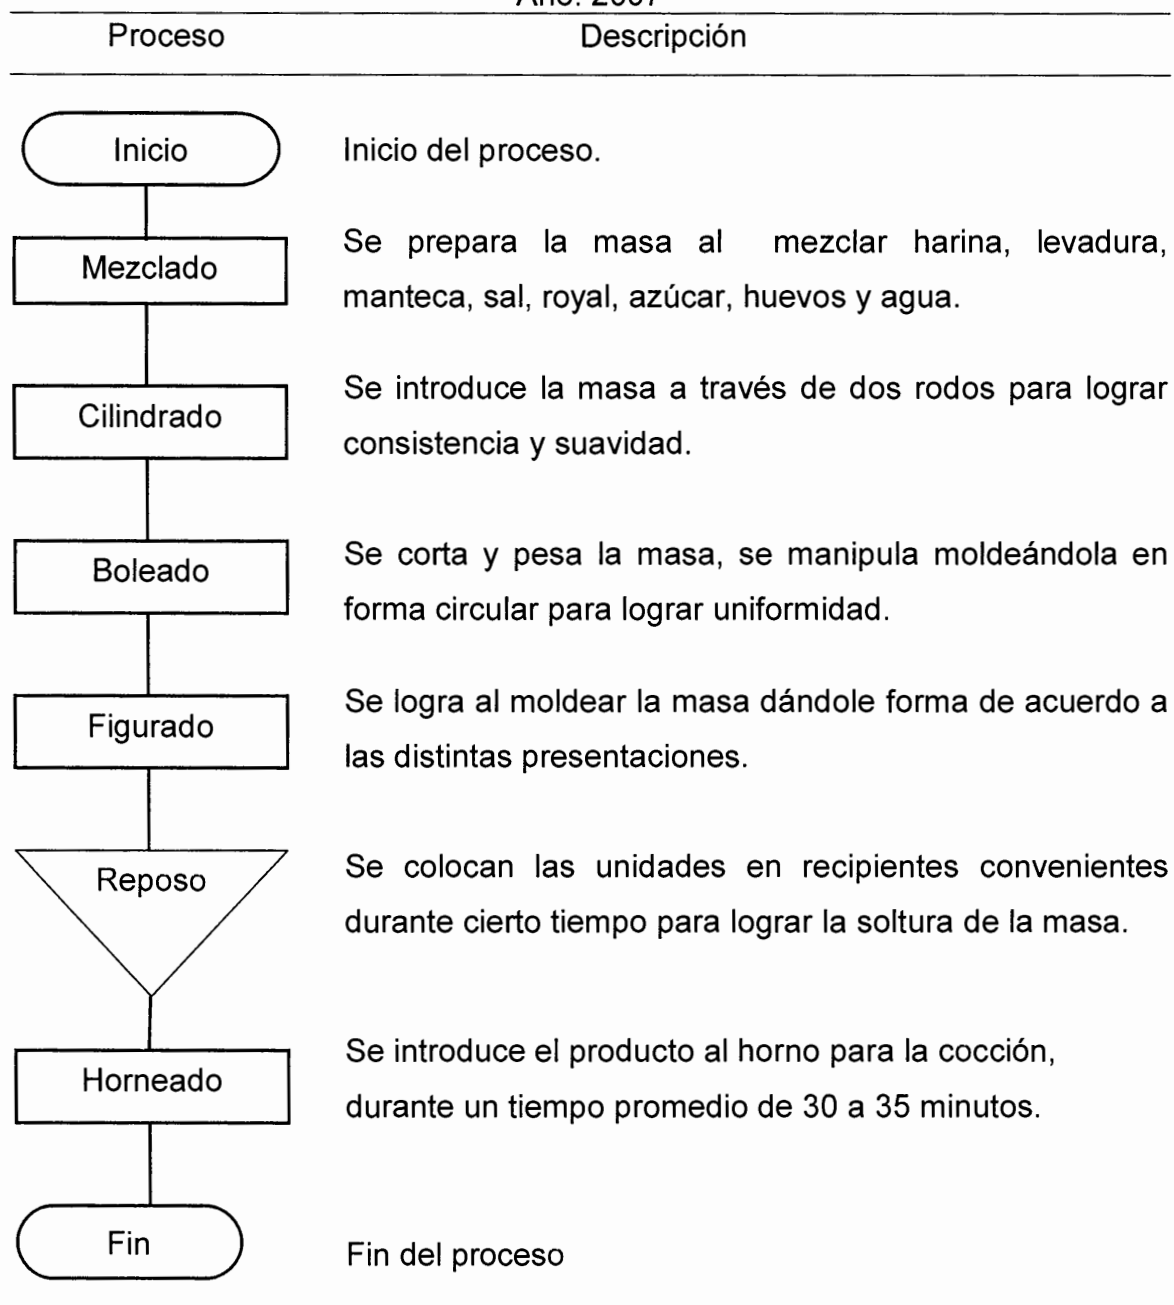 Año: 2007
Proceso Descripción
Inicio Inicio del proceso.
Mezclado
Se prepara la masa al mezclar harina, levadura,
manteca, sal, royal, azúcar, huevos y agua.
Cilindrado
Se introduce la masa a través de dos rodos para lograr
consistencia y suavidad.
Boleado
Se corta y pesa la masa, se manipula moldeándola en
forma circular para lograr uniformidad.
Figurado
Se logra al moldear la masa dándole forma de acuerdo a
las distintas presentaciones.
Reposo
Se colocan las unidades en recipientes convenientes
durante cierto tiempo para lograr la soltura de la masa.
Horneado
Se introduce el producto al horno para la cocción,
durante un tiempo promedio de 30 a 35 minutos.
Fin
Fin del proceso